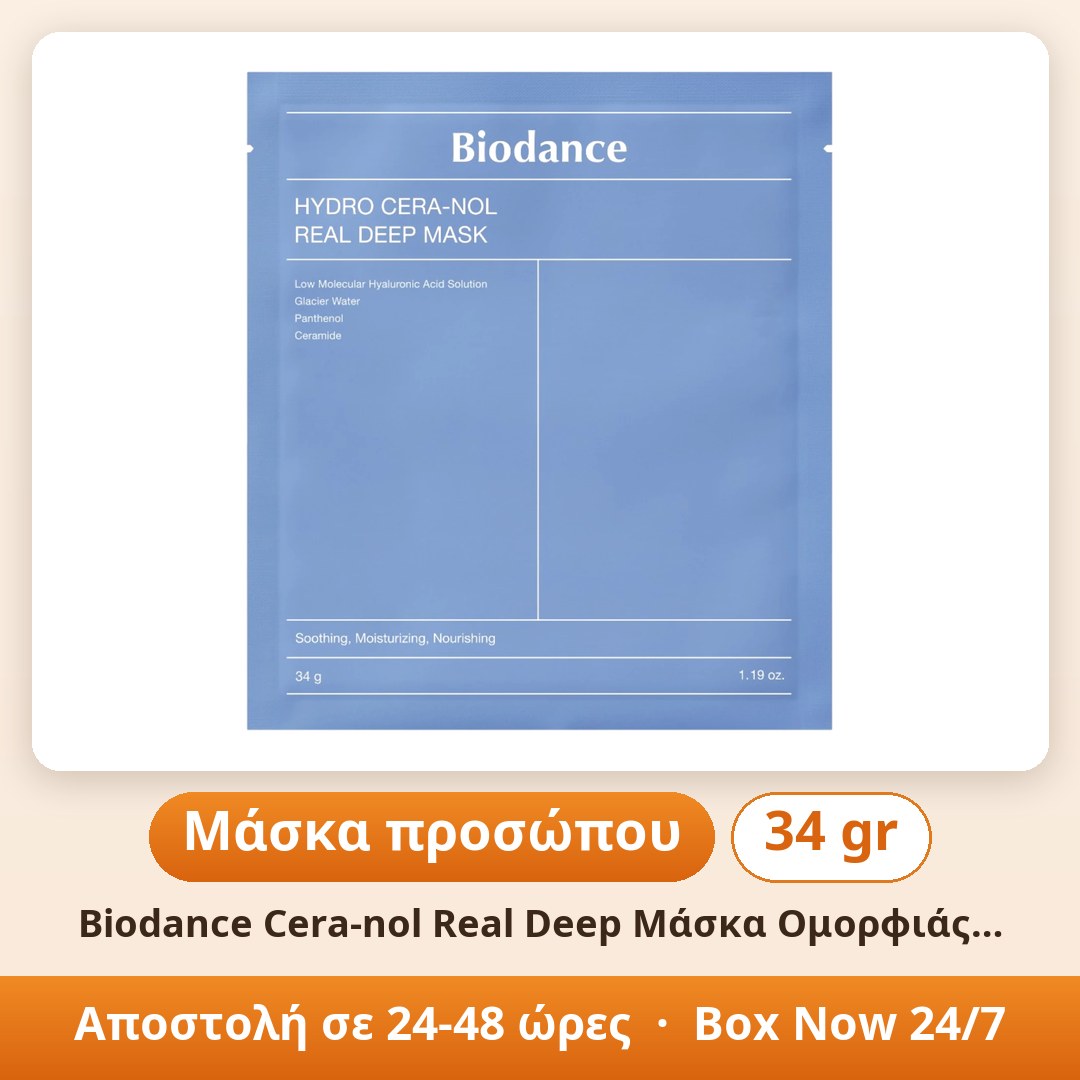 Biodance
HYDRO CERA-NOL
REAL DEEP MASK
Low Molecular Hyaluronic Acid Solution
Glacier Water
Panthenol
Ceramide
Soothing, Moisturizing, Nourishing
34 g 1.19 oz.
Μάσκα προσώπου 34 gr
Biodance Cera-nol Real Deep Μάσκα Ομορφιάς...
Αποστολή σε 24-48 ώρες · Box Now 24/7